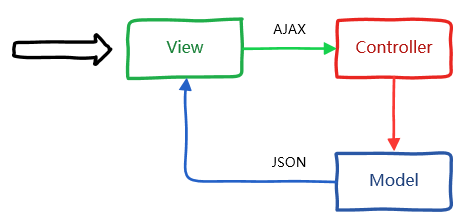 AJAX
View
Controller
JSON
Model